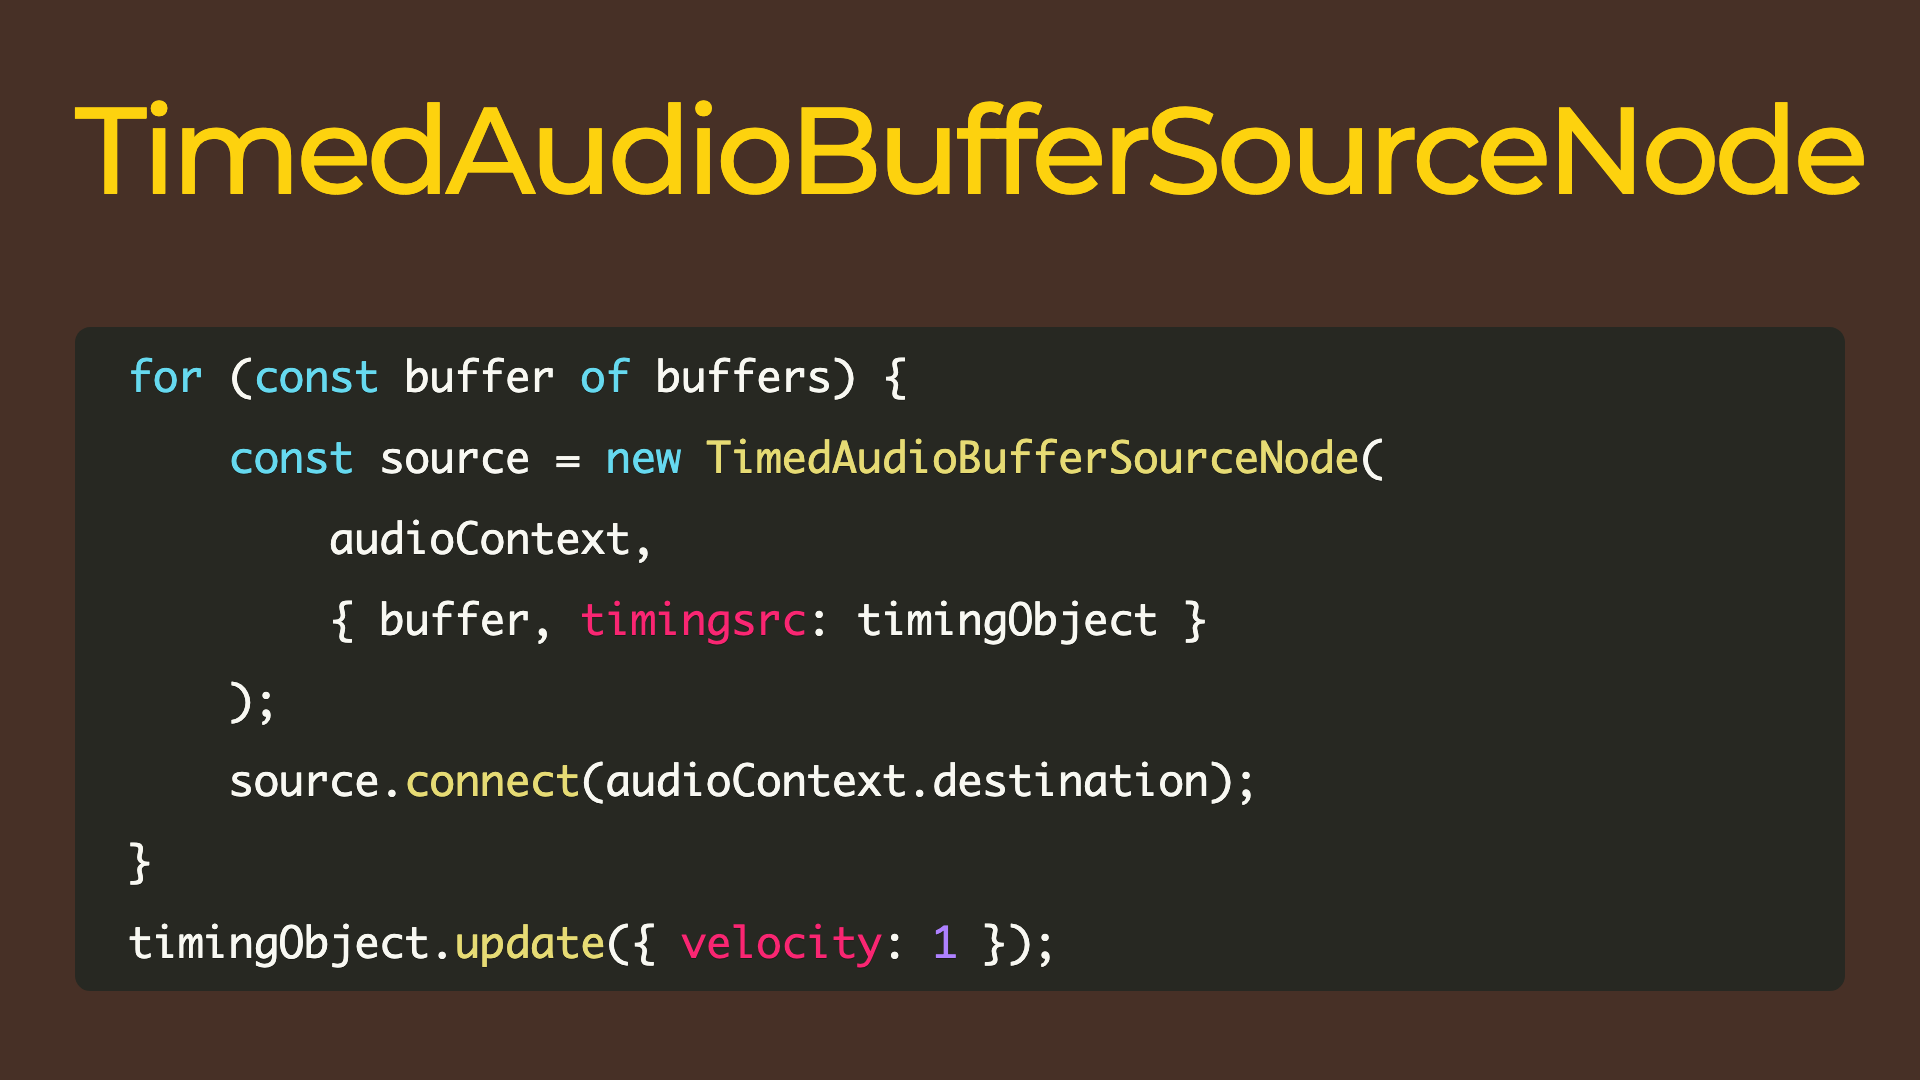 TimedAudioBufferSourceNode
for (const buffer of buffers) {
    const source = new TimedAudioBufferSourceNode(
        audioContext,
        { buffer, timingsrc: timingObject }
    );
    source.connect(audioContext.destination);
}
timingObject.update({ velocity: 1 });